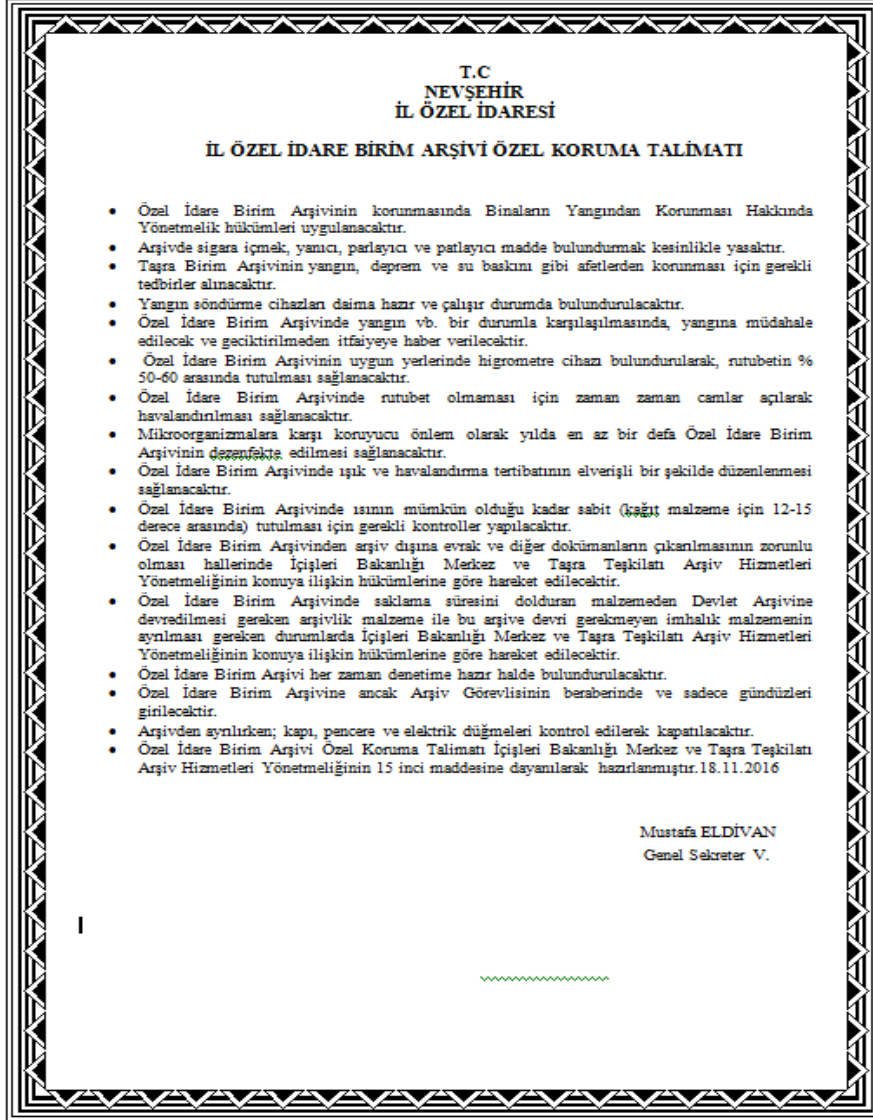 T.C
NEVŞEHİR
İL ÖZEL İDARESİ
İL ÖZEL İDARE BİRİM ARŞİVİ ÖZEL KORUMA TALİMATI
• Özel İdare Birim Arşivinin korunmasında Binaların Yangından Korunması Hakkında
Yönetmelik hükümleri uygulanacaktır.
• Arşivde sigara içmek, yanıcı, parlayıcı ve patlayıcı madde bulundurmak kesinlikle yasaktır.
• Taşra Birim Arşivinin yangın, deprem ve su baskını gibi afetlerden korunması için gerekli
tedbirler alınacaktır.
• Yangın söndürme cihazları daima hazır ve çalışır durumda bulundurulacaktır.
• Özel İdare Birim Arşivinde yangın vb. bir durumla karşılaşılmasında, yangına müdahale
edilecek ve geciktirilmeden itfaiyeye haber verilecektir.
• Özel İdare Birim Arşivinin uygun yerlerinde higrometre cihazı bulundurularak, rutubetin %
50-60 arasında tutulması sağlanacaktır.
• Özel İdare Birim Arşivinde rutubet olmaması için zaman zaman camlar açılarak
havalandırılması sağlanacaktır.
• Mikroorganizmalara karşı koruyucu önlem olarak yılda en az bir defa Özel İdare Birim
Arşivinin dezenfekte edilmesi sağlanacaktır.
• Özel İdare Birim Arşivinde ışık ve havalandırma tertibatının elverişli bir şekilde düzenlenmesi
sağlanacaktır.
• Özel İdare Birim Arşivinde ısının mümkün olduğu kadar sabit (kağıt malzeme için 12-15
derece arasında) tutulması için gerekli kontroller yapılacaktır.
• Özel İdare Birim Arşivinden arşiv dışına evrak ve diğer dokümanların çıkarılmasının zorunlu
olması hallerinde İçişleri Bakanlığı Merkez ve Taşra Teşkilatı Arşiv Hizmetleri
Yönetmeliğinin konuya ilişkin hükümlerine göre hareket edilecektir.
• Özel İdare Birim Arşivinde saklama süresini dolduran malzemeden Devlet Arşivine
devredilmesi gereken arşivlik malzeme ile bu arşive devri gerekmeyen imhalık malzemenin
ayrılması gereken durumlarda İçişleri Bakanlığı Merkez ve Taşra Teşkilatı Arşiv Hizmetleri
Yönetmeliğinin konuya ilişkin hükümlerine göre hareket edilecektir.
• Özel İdare Birim Arşivi her zaman denetime hazır halde bulundurulacaktır.
• Özel İdare Birim Arşivine ancak Arşiv Görevlisinin beraberinde ve sadece gündüzleri
girilecektir.
• Arşivden ayrılırken; kapı, pencere ve elektrik düğmeleri kontrol edilerek kapatılacaktır.
• Özel İdare Birim Arşivi Özel Koruma Talimatı İçişleri Bakanlığı Merkez ve Taşra Teşkilatı
Arşiv Hizmetleri Yönetmeliğinin 15 inci maddesine dayanılarak hazırlanmıştır.18.11.2016
Mustafa ELDİVAN
Genel Sekreter V.